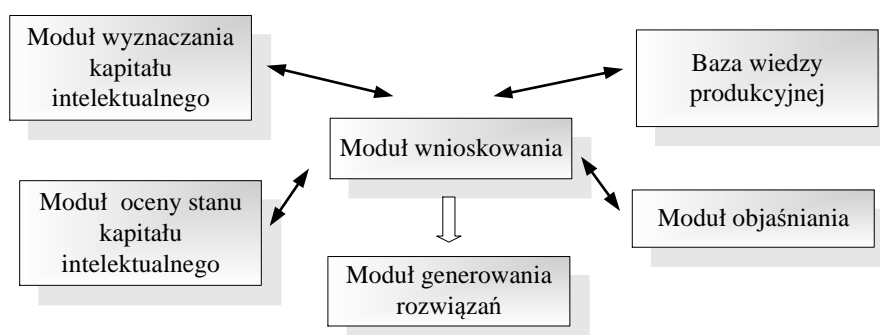 Moduł wyznaczania
kapitału
intelektualnego
Baza wiedzy
produkcyjnej
Moduł wnioskowania
Moduł oceny stanu
kapitału
intelektualnego
Moduł objaśniania
Moduł generowania
rozwiązań